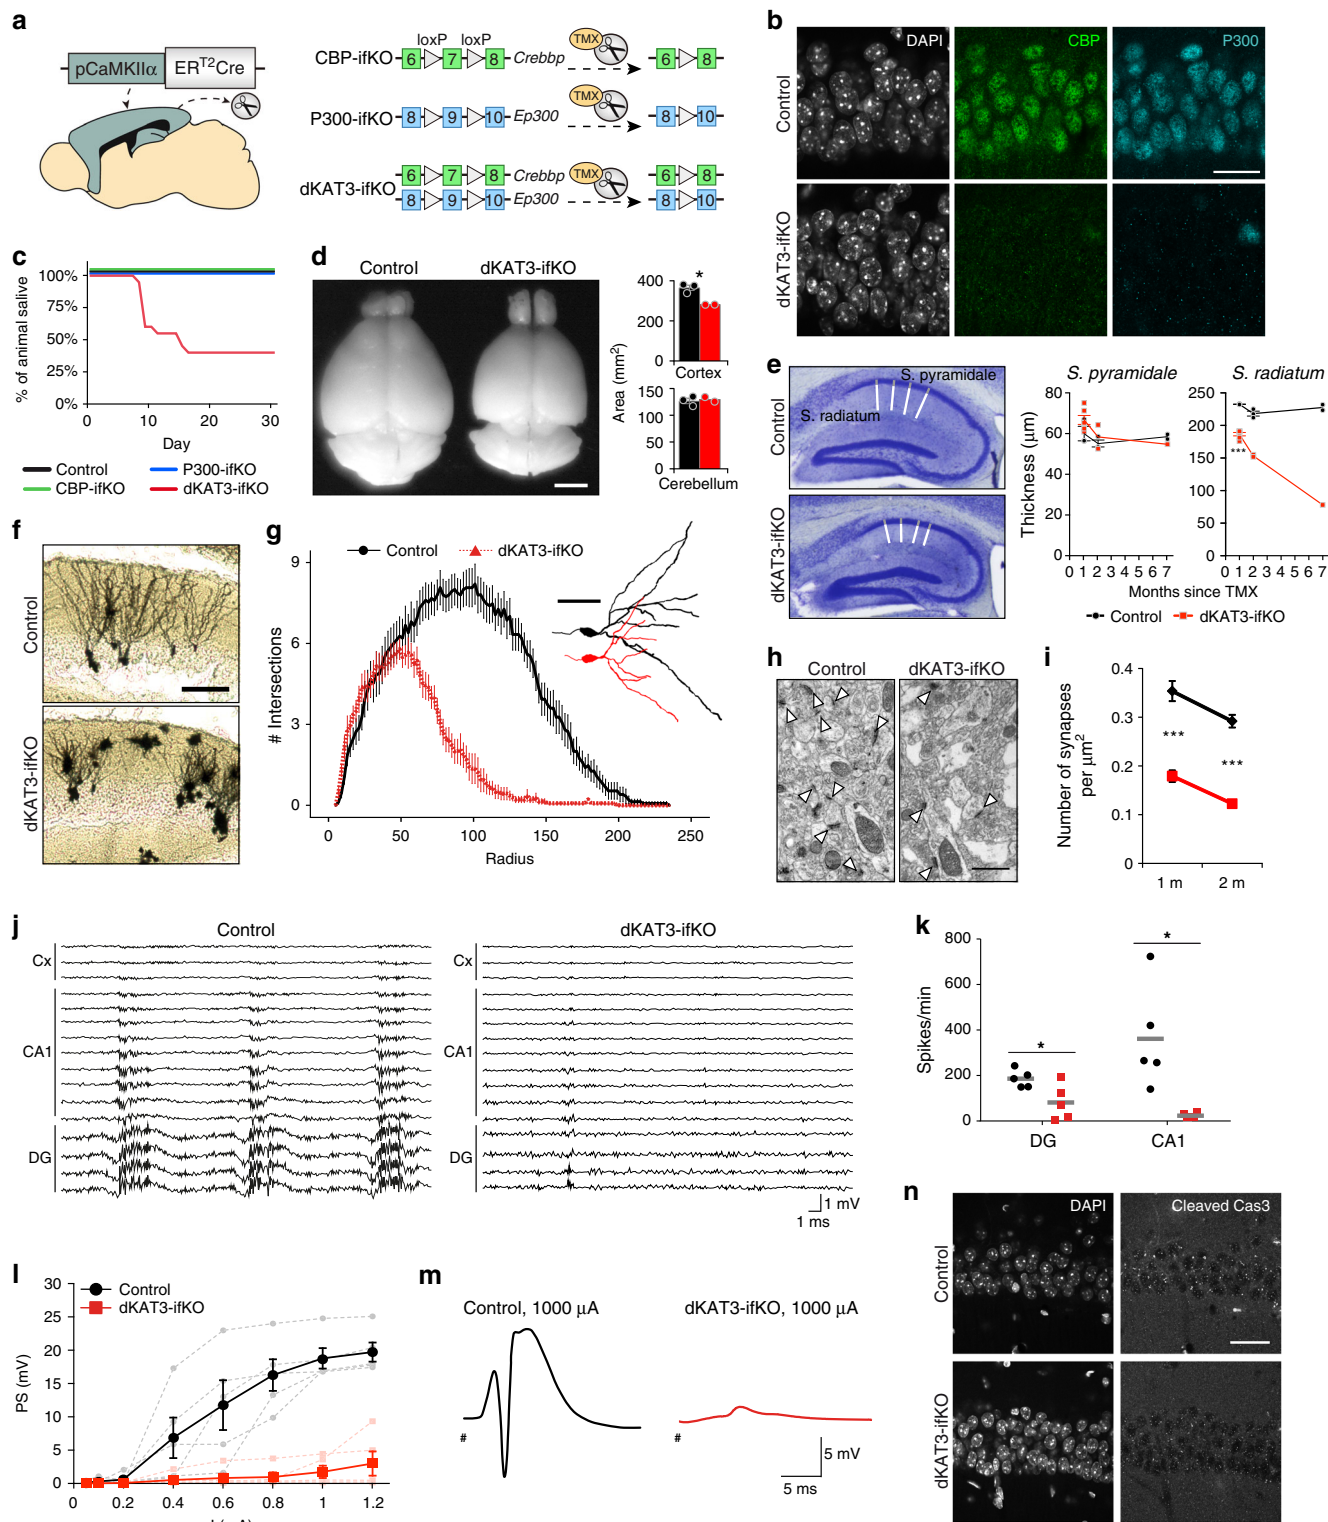 a
pCaMKIIα
ER^T2Cre
loxP loxP
CBP-ifKO 6 7 8 Crebbp TMX 6 8
P300-ifKO 8 9 10 Ep300 TMX 8 10
dKAT3-ifKO
6 7 8 Crebbp TMX 6 8
8 9 10 Ep300 8 10
b
DAPI CBP P300
Control
dKAT3-ifKO
c
% of animal salive
100%
75%
50%
25%
0%
0 10 20 30
Day
Control P300-ifKO
CBP-ifKO dKAT3-ifKO
d
Control dKAT3-ifKO
Area (mm²)
400
200
0
*
Cortex
150
100
50
0
Cerebellum
e
Control
S. pyramidale
S. radiatum
dKAT3-ifKO
S. pyramidale S. radiatum
Thickness (μm)
80
60
40
20
0
250
200
150
100
50
0
***
0 1 2 3 4 5 6 7 0 1 2 3 4 5 6 7
Months since TMX
Control dKAT3-ifKO
f
Control
dKAT3-ifKO
g
Control dKAT3-ifKO
# Intersections
9
6
3
0
0 50 100 150 200 250
Radius
h
Control dKAT3-ifKO
i
Number of synapses
per μm²
0.4
0.3
0.2
0.1
0
***
***
1 m 2 m
j
Control dKAT3-ifKO
Cx Cx
CA1 CA1
DG DG
1 mV
1 ms
k
Spikes/min
800
600
400
200
0
*
*
DG CA1
l
Control
dKAT3-ifKO
PS (mV)
30
25
20
15
10
5
0
0 0.2 0.4 0.6 0.8 1 1.2
m
Control, 1000 μA dKAT3-ifKO, 1000 μA
# #
5 mV
5 ms
n
DAPI Cleaved Cas3
Control
dKAT3-ifKO